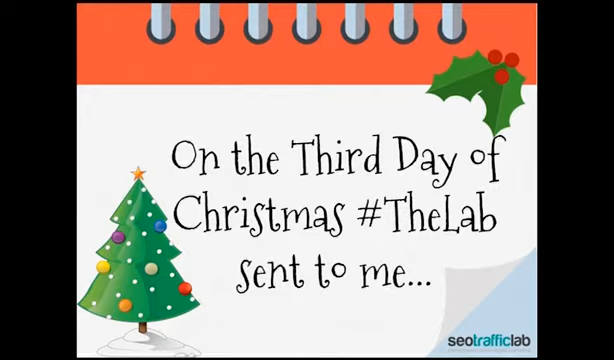 On the Third Day of
Christmas #TheLab
sent to me...
seotrafficlab